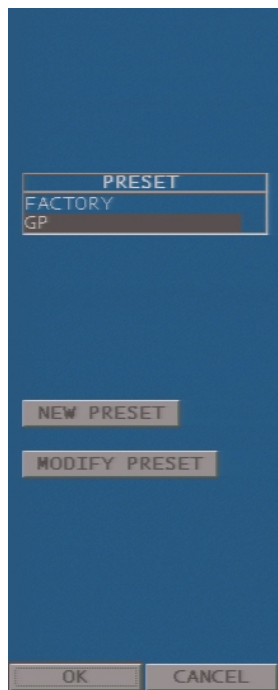 PRESET
FACTORY
GP
NEW PRESET
MODIFY PRESET
OK
CANCEL